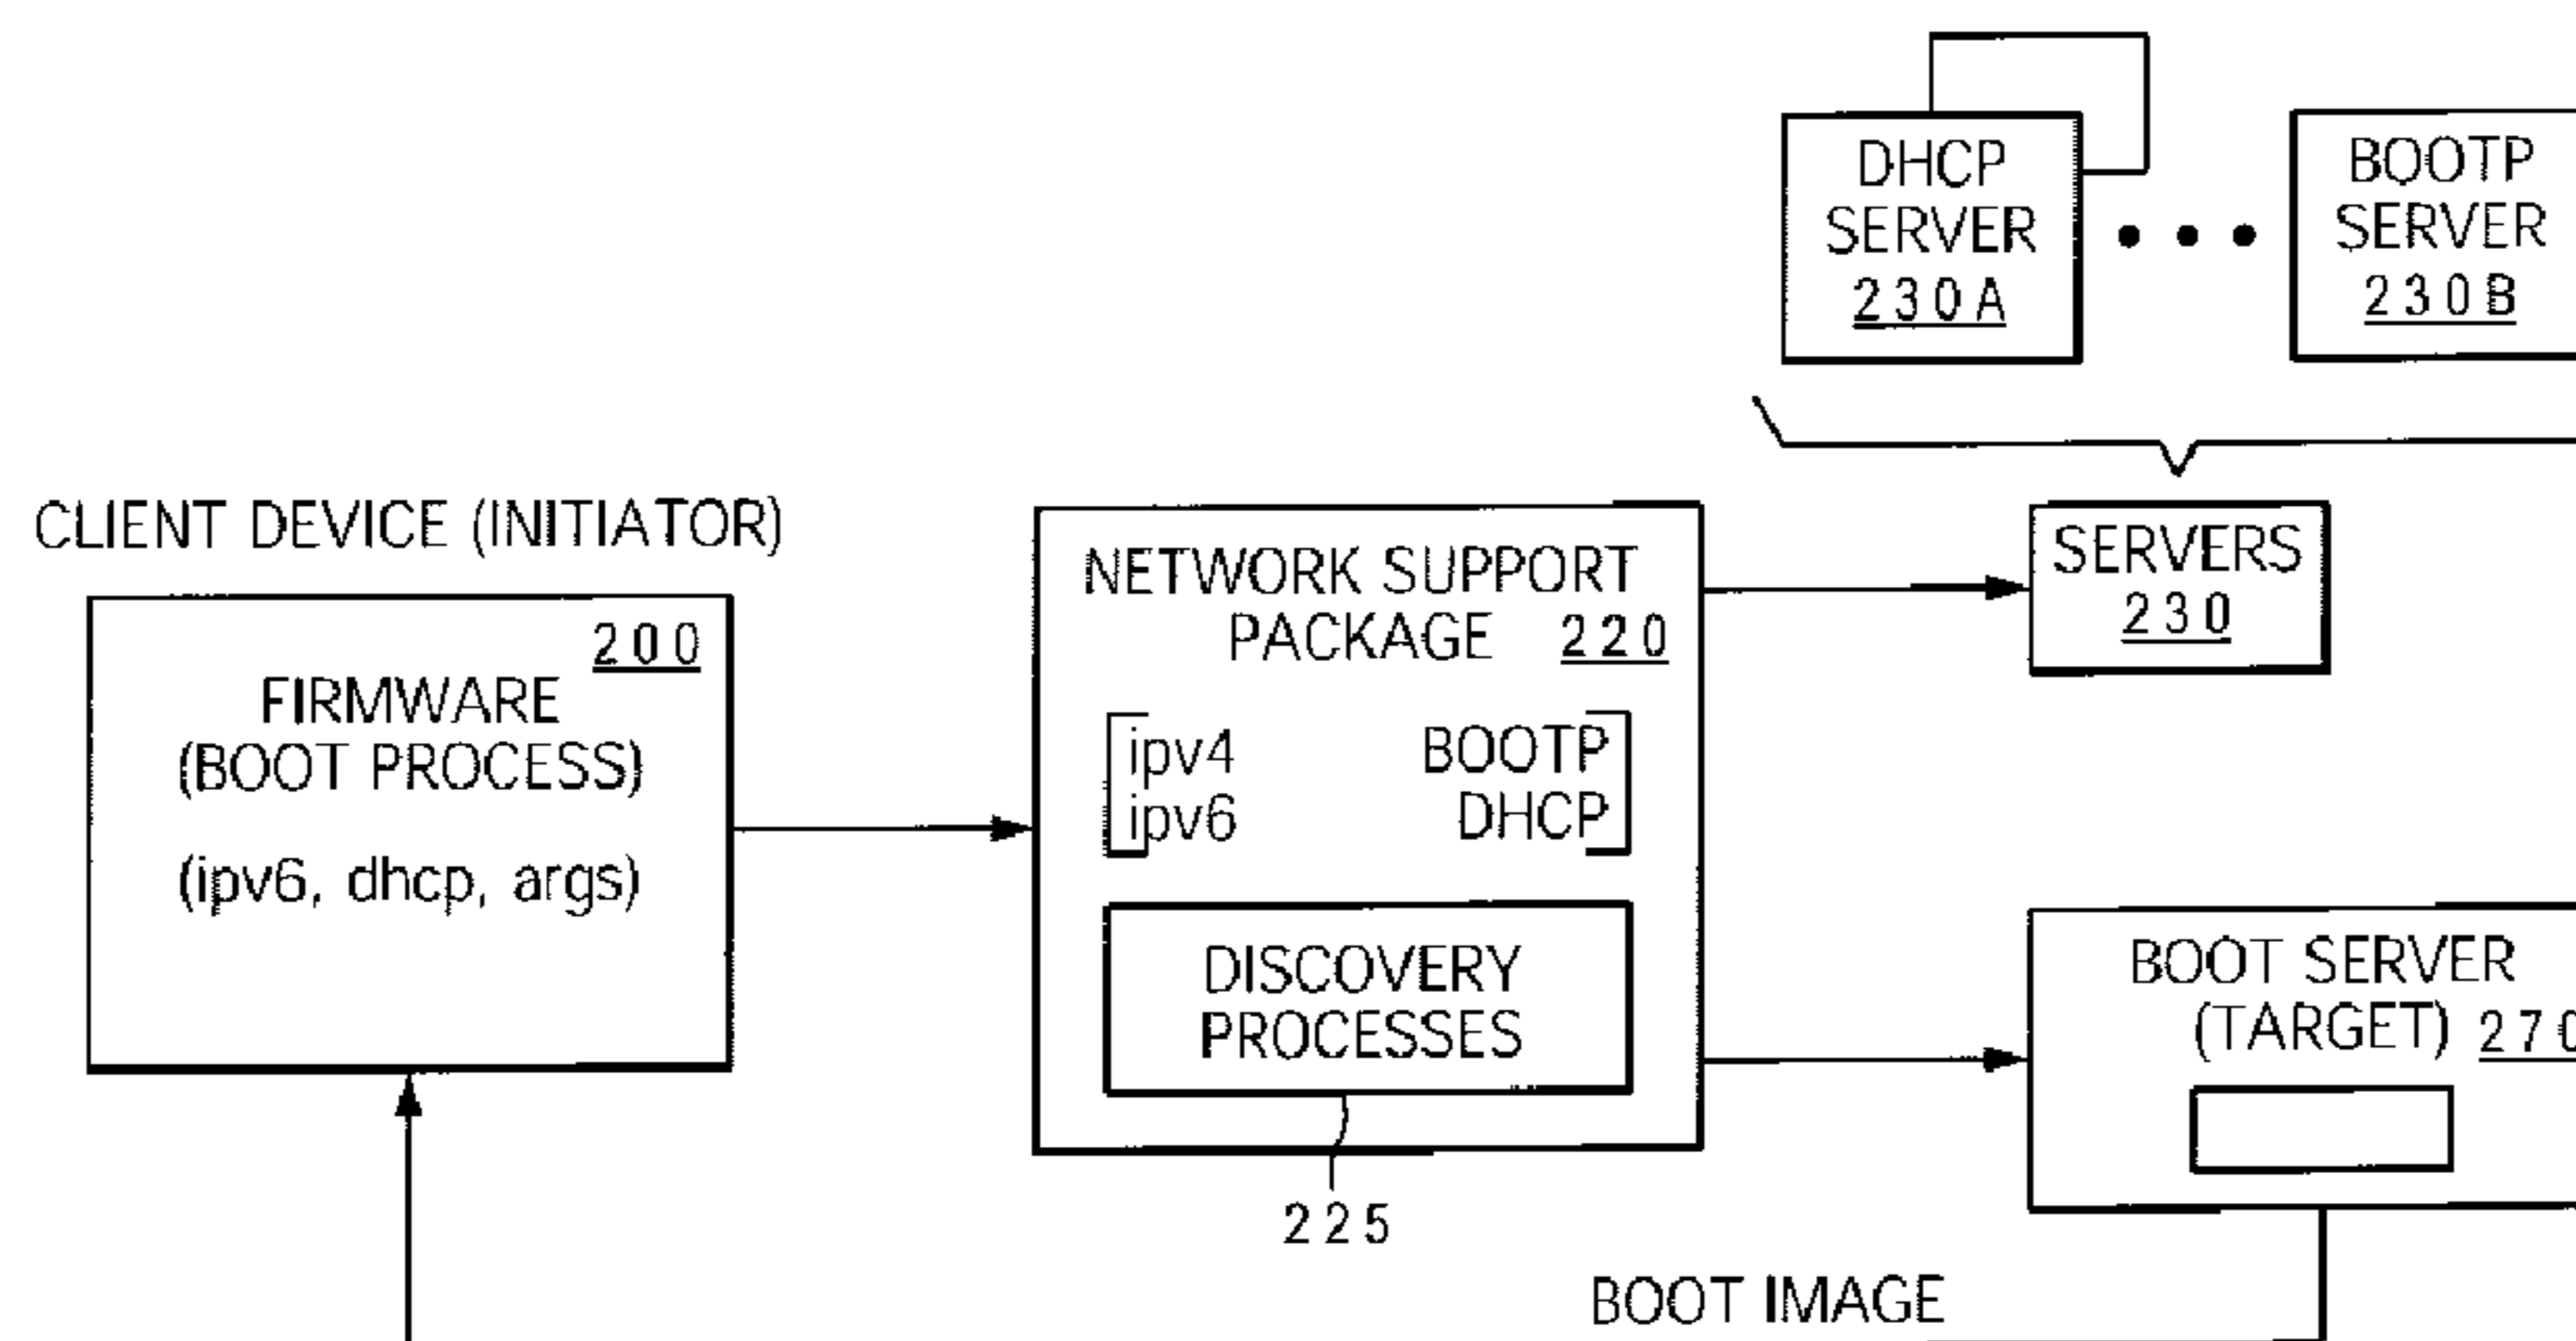 DHCP
SERVER
230A
BOOTP
SERVER
230B
CLIENT DEVICE (INITIATOR)
200
FIRMWARE
(BOOT PROCESS)
(ipv6, dhcp, args)
NETWORK SUPPORT
PACKAGE 220
ipv4 BOOTP
ipv6 DHCP
DISCOVERY
PROCESSES
225
SERVERS
230
BOOT SERVER
(TARGET) 270
BOOT IMAGE